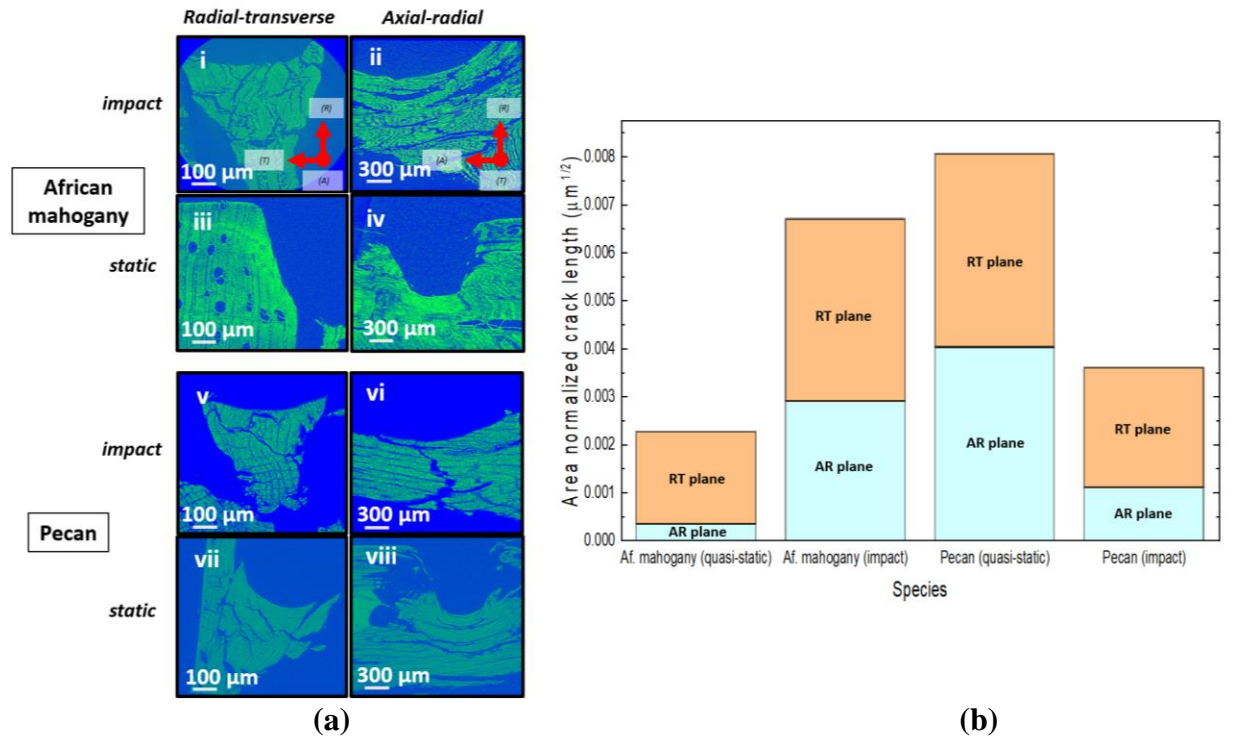 Radial-transverse
Axial-radial
impact
African
mahogany
static
i
(R)
(T)
(A)
100 μm
ii
(R)
(A)
(T)
300 μm
iii
100 μm
iv
300 μm
impact
Pecan
static
v
100 μm
vi
300 μm
vii
100 μm
viii
300 μm
(a)
Area normalized crack length (μm^1/2)
0.008
0.007
0.006
0.005
0.004
0.003
0.002
0.001
0.000
RT plane
AR plane
RT plane
AR plane
RT plane
AR plane
RT plane
AR plane
Af. mahogany (quasi-static)
Af. mahogany (impact)
Pecan (quasi-static)
Pecan (impact)
Species
(b)